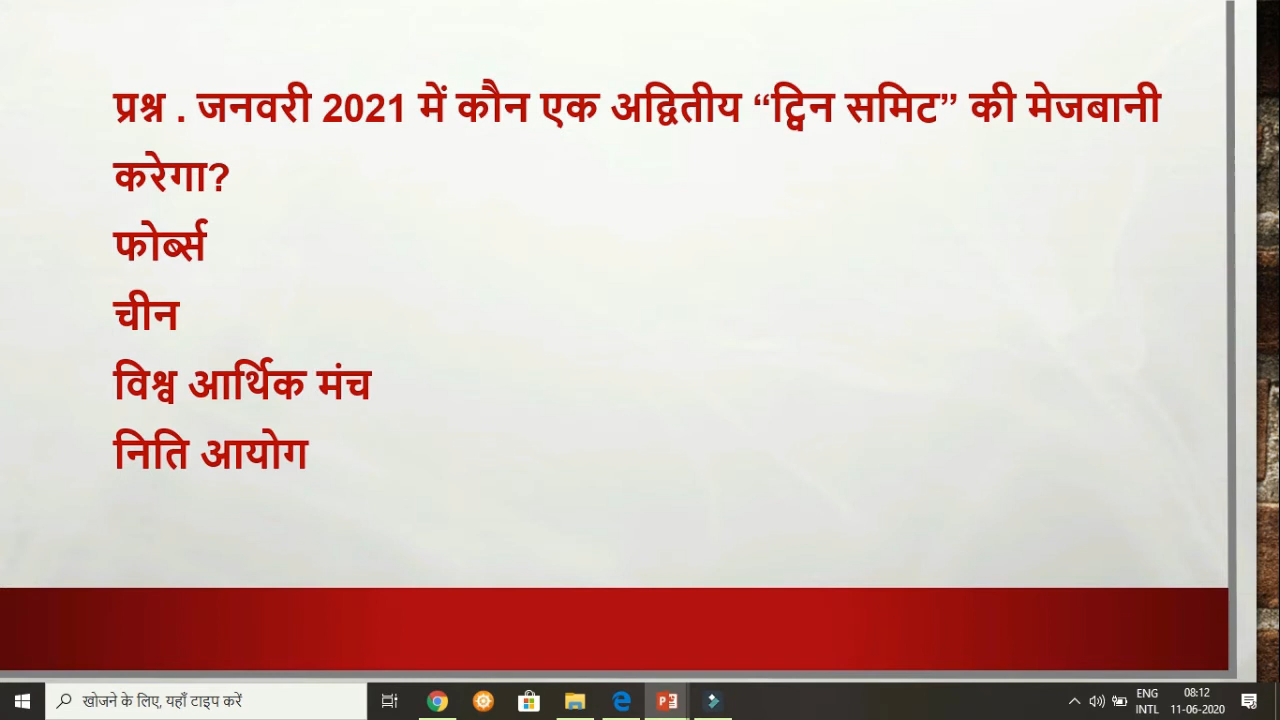 प्रश्न . जनवरी 2021 में कौन एक अद्वितीय “ट्विन समिट” की मेजबानी
करेगा?
फोर्ब्स
चीन
विश्व आर्थिक मंच
निति आयोग
खोजने के लिए, यहाँ टाइप करें
ENG 08:12
INTL 11-06-2020